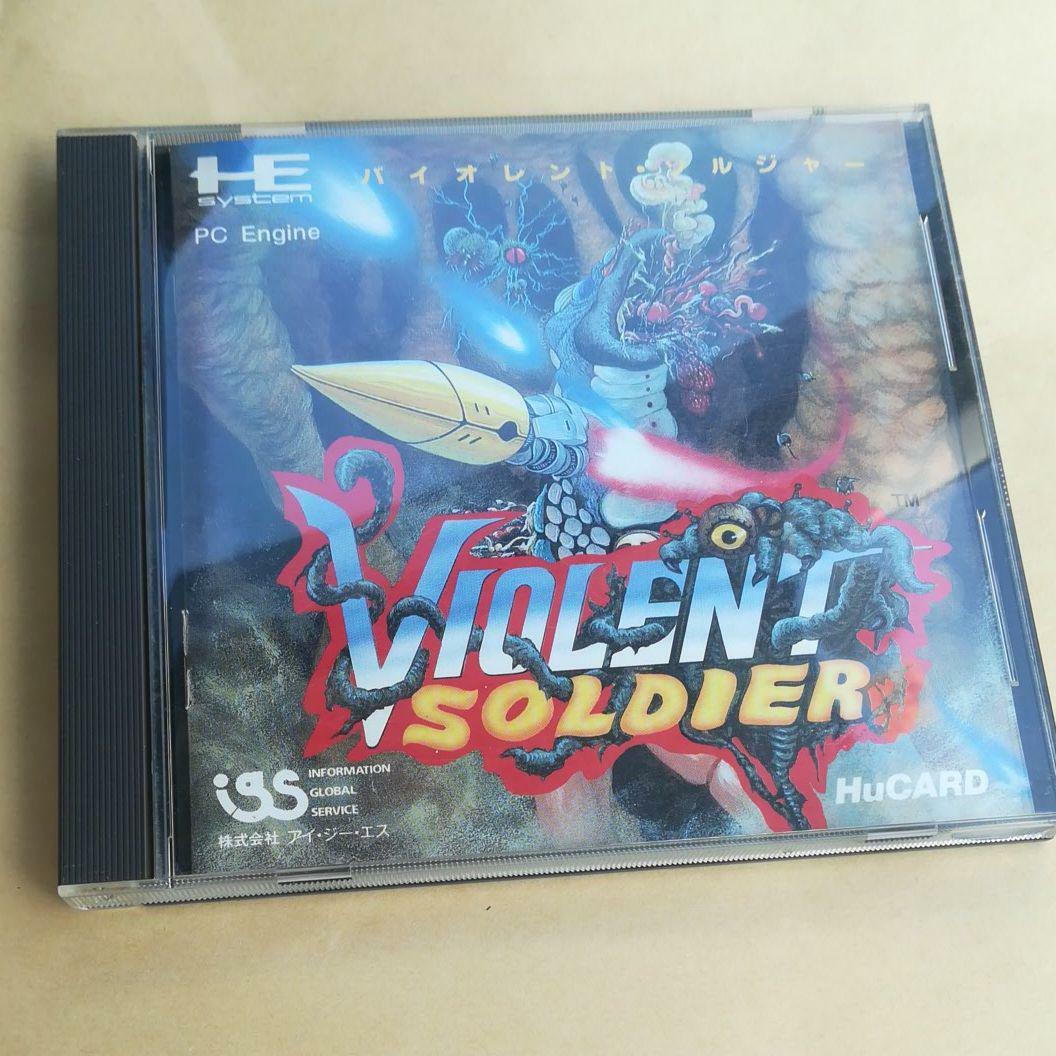 HE
system
PC Engine
バイオレント・ソルジャー
TM
VIOLENT
SOLDIER
igs
INFORMATION
GLOBAL
SERVICE
株式会社 アイ・ジー・エス
HuCARD